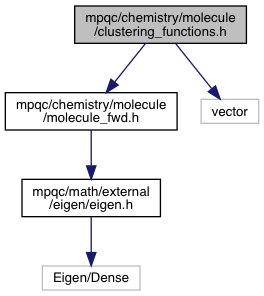 mpqc/chemistry/molecule
/clustering_functions.h
mpqc/chemistry/molecule
/molecule_fwd.h
vector
mpqc/math/external
/eigen/eigen.h
Eigen/Dense